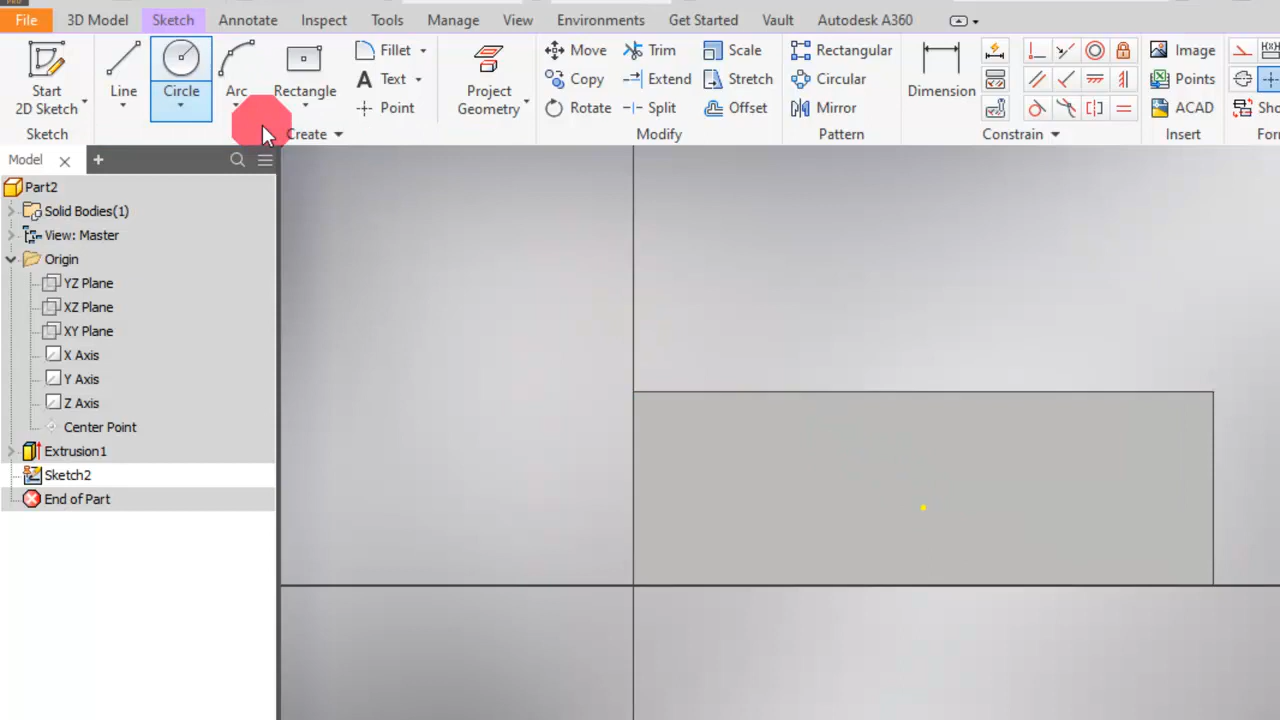 File 3D Model Sketch Annotate Inspect Tools Manage View Environments Get Started Vault Autodesk A360
Start
2D Sketch
Line
Circle
Arc
Rectangle
Fillet
Text
Point
Project
Geometry
Move
Copy
Rotate
Trim
Extend
Split
Scale
Stretch
Offset
Rectangular
Circular
Mirror
Dimension
Image
Points
ACAD
Sketch
Create
Modify
Pattern
Constrain
Insert
Model
Part2
Solid Bodies(1)
View: Master
Origin
YZ Plane
XZ Plane
XY Plane
X Axis
Y Axis
Z Axis
Center Point
Extrusion1
Sketch2
End of Part